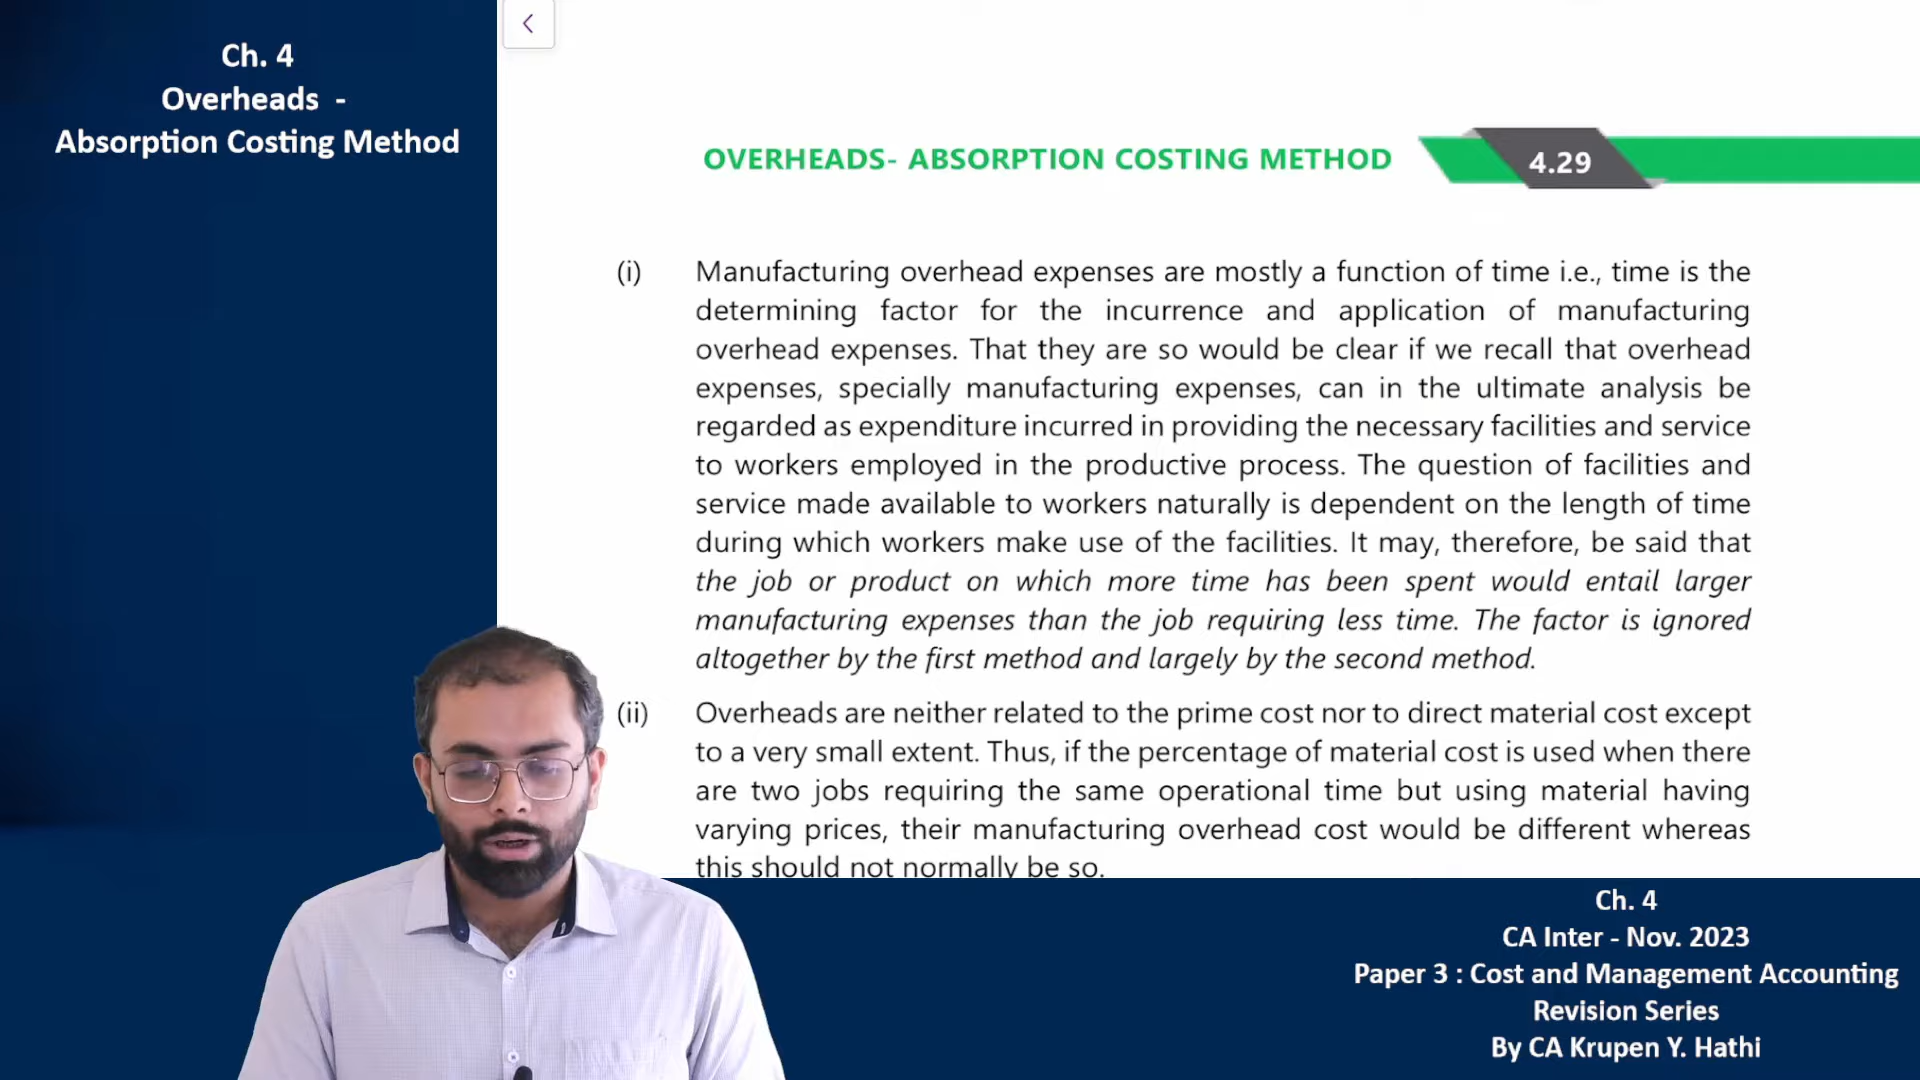 Ch. 4
Overheads -
Absorption Costing Method
OVERHEADS- ABSORPTION COSTING METHOD 4.29
(i) Manufacturing overhead expenses are mostly a function of time i.e., time is the
determining factor for the incurrence and application of manufacturing
overhead expenses. That they are so would be clear if we recall that overhead
expenses, specially manufacturing expenses, can in the ultimate analysis be
regarded as expenditure incurred in providing the necessary facilities and service
to workers employed in the productive process. The question of facilities and
service made available to workers naturally is dependent on the length of time
during which workers make use of the facilities. It may, therefore, be said that
the job or product on which more time has been spent would entail larger
manufacturing expenses than the job requiring less time. The factor is ignored
altogether by the first method and largely by the second method.
(ii) Overheads are neither related to the prime cost nor to direct material cost except
to a very small extent. Thus, if the percentage of material cost is used when there
are two jobs requiring the same operational time but using material having
varying prices, their manufacturing overhead cost would be different whereas
this should not normally be so.
Ch. 4
CA Inter - Nov. 2023
Paper 3 : Cost and Management Accounting
Revision Series
By CA Krupen Y. Hathi